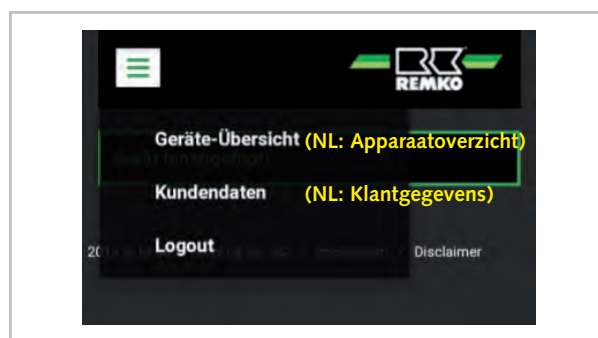 REMKO
Geräte-Übersicht (NL: Apparaatoverzicht)
Kundendaten (NL: Klantgegevens)
Logout
Disclaimer